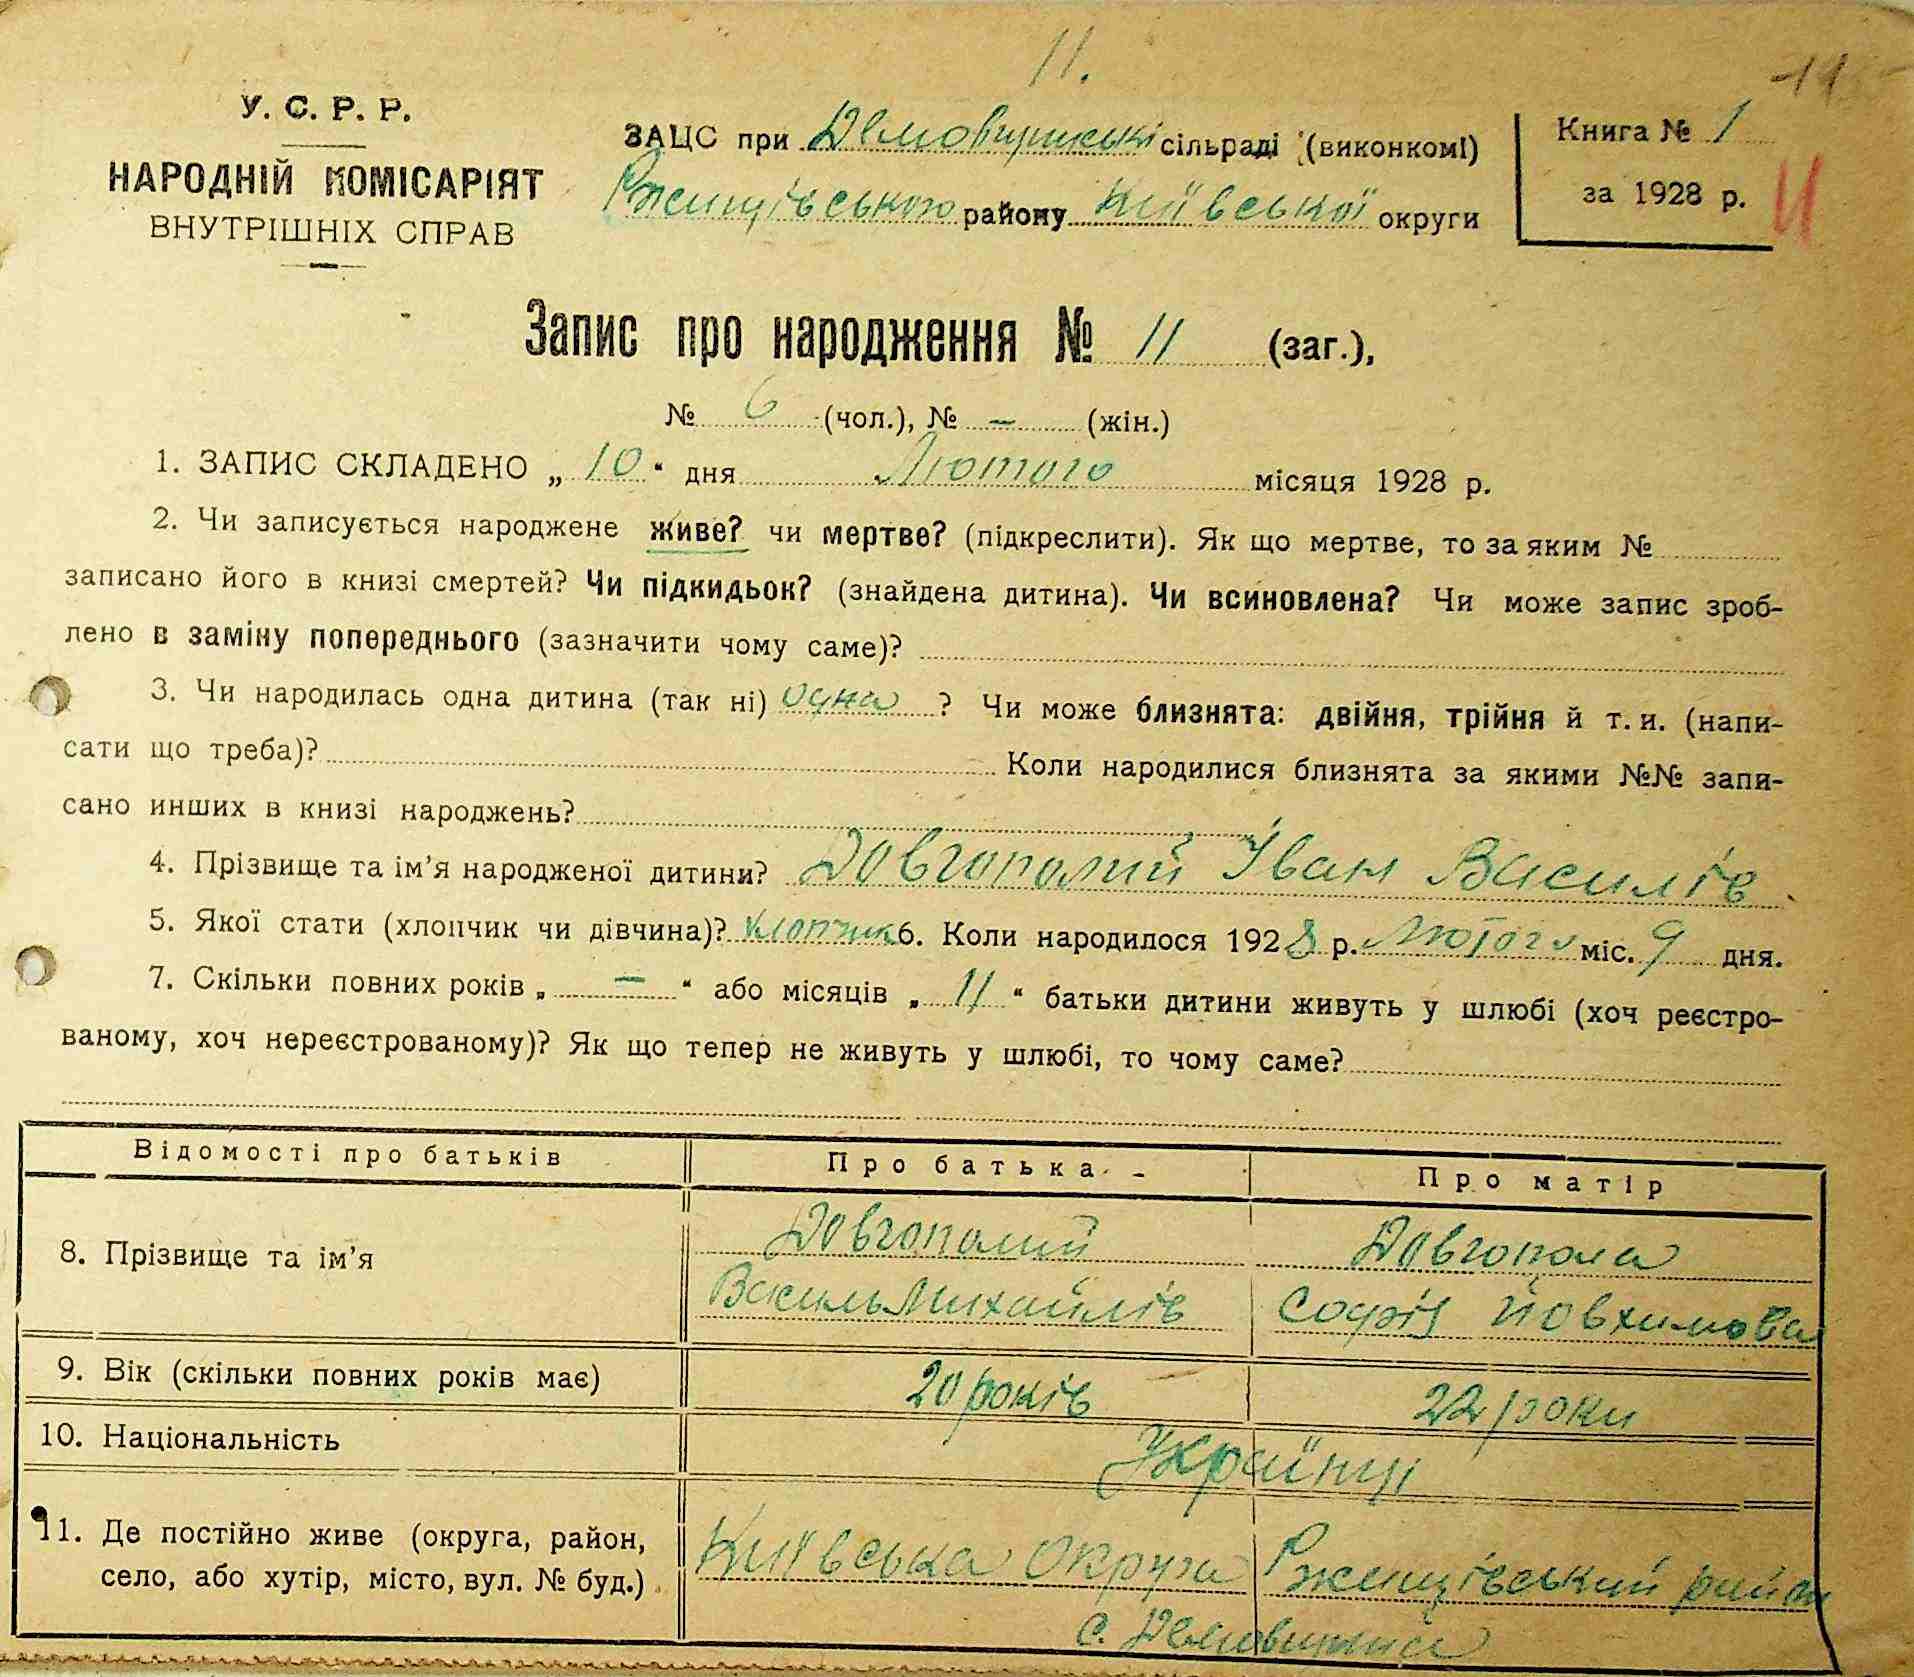 11.
-11-
У. С. Р. Р.
НАРОДНІЙ КОМІСАРІЯТ
ВНУТРІШНІХ СПРАВ
ЗАЦС при Демовщинські сільраді (виконкомі)
Ржищівського району Київської округи
Книга № 1
за 1928 р.
11
Запис про народження № 11 (заг.),
№ 6 (чол.), № – (жін.)
1. ЗАПИС СКЛАДЕНО „ 10 “ дня Лютого місяця 1928 р.
2. Чи записується народжене живе? чи мертве? (підкреслити). Як що мертве, то за яким №
записано його в книзі смертей? Чи підкидьок? (знайдена дитина). Чи всиновлена? Чи може запис зроб-
лено в заміну попереднього (зазначити чому саме)?
3. Чи народилась одна дитина (так ні) одна ? Чи може близнята: двійня, трійня й т. и. (напи-
сати що треба)? Коли народилися близнята за якими №№ запи-
сано инших в книзі народжень?
4. Прізвище та ім’я народженої дитини? Довгополий Іван Василів
5. Якої стати (хлопчик чи дівчина)? хлопчик 6. Коли народилося 1928 р. Лютого міс. 9 дня.
7. Скільки повних років „ – “ або місяців „ 11 “ батьки дитини живуть у шлюбі (хоч реєстро-
ваному, хоч нереєстрованому)? Як що тепер не живуть у шлюбі, то чому саме?
Відомості про батьків Про батька Про матір
8. Прізвище та ім’я Довгополий Довгопола
Василь Михайлів Софія Йовхимова
9. Вік (скільки повних років має) 20 років 22 роки
10. Національність Українці
11. Де постійно живе (округа, район, Київська округа Ржищівський район
село, або хутір, місто, вул. № буд.) с. Демовщина